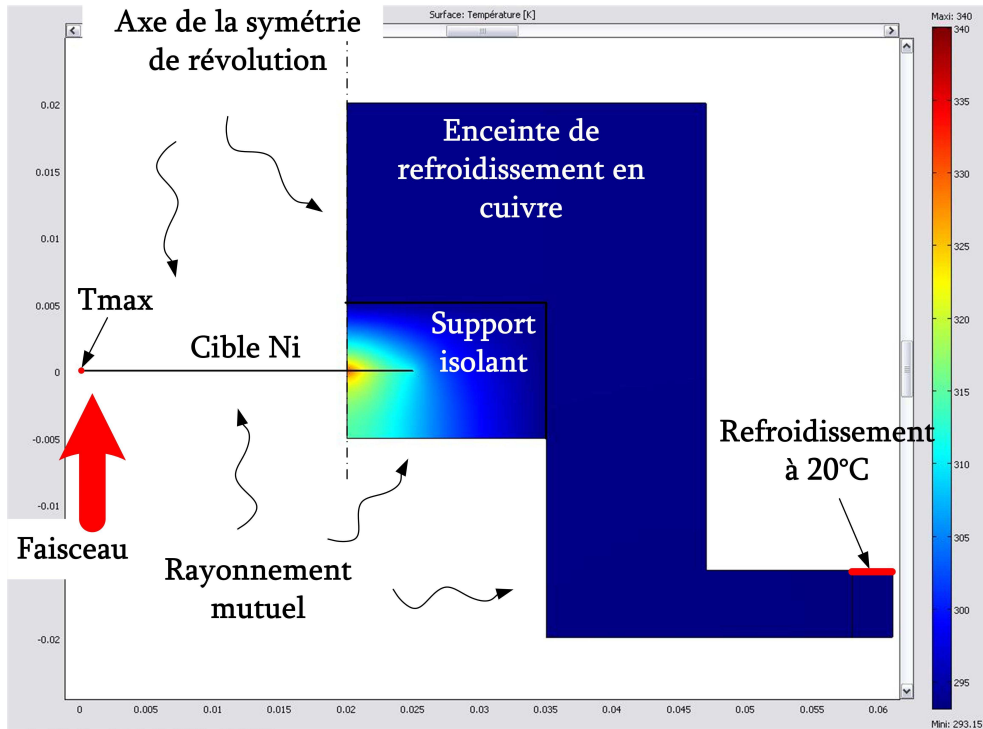 Surface: Température [K]
Maxi: 340
Axe de la symétrie
de révolution
Enceinte de
refroidissement en
cuivre
Tmax
Cible Ni
Support
isolant
Refroidissement
à 20°C
Faisceau
Rayonnement
mutuel
0.02
0.015
0.01
0.005
0
-0.005
-0.01
-0.02
0
0.005
0.01
0.015
0.02
0.025
0.03
0.035
0.04
0.045
0.05
0.055
0.06
340
335
330
325
320
315
310
305
300
295
Mini: 293.15